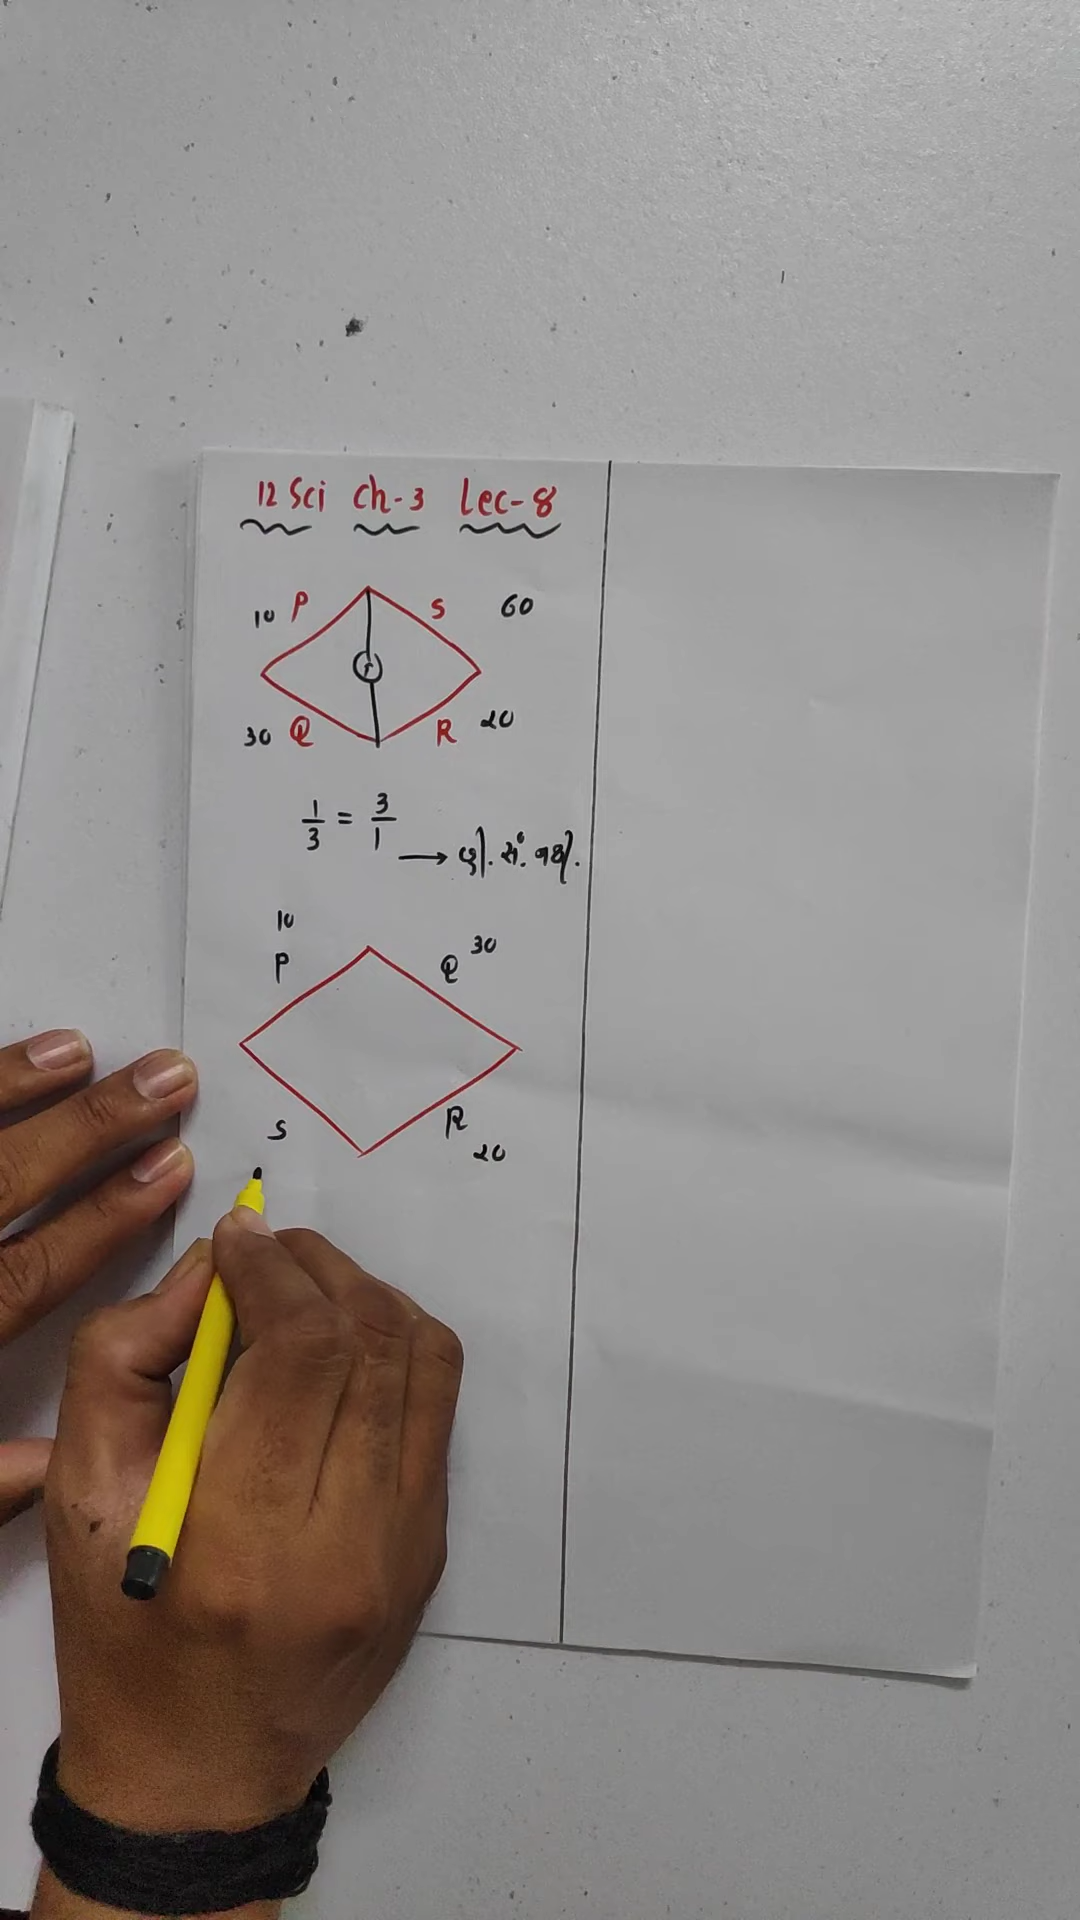 12 Sci Ch-3 Lec-8
10 P S 60
30 Q R 20
1/3 = 3/1
→ વ્હી. સં. નથી.
10
P Q 30
S R
20